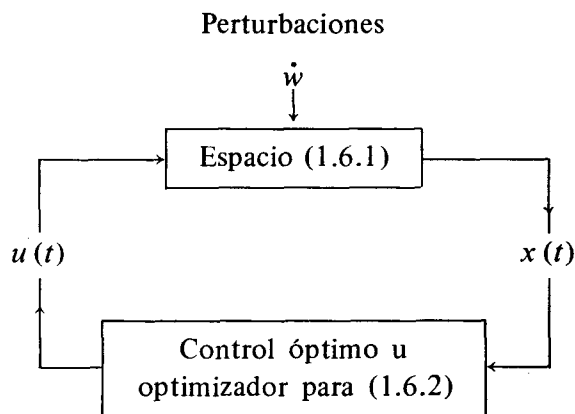 Perturbaciones
ẇ
Espacio (1.6.1)
u (t)
x (t)
Control óptimo u
optimizador para (1.6.2)